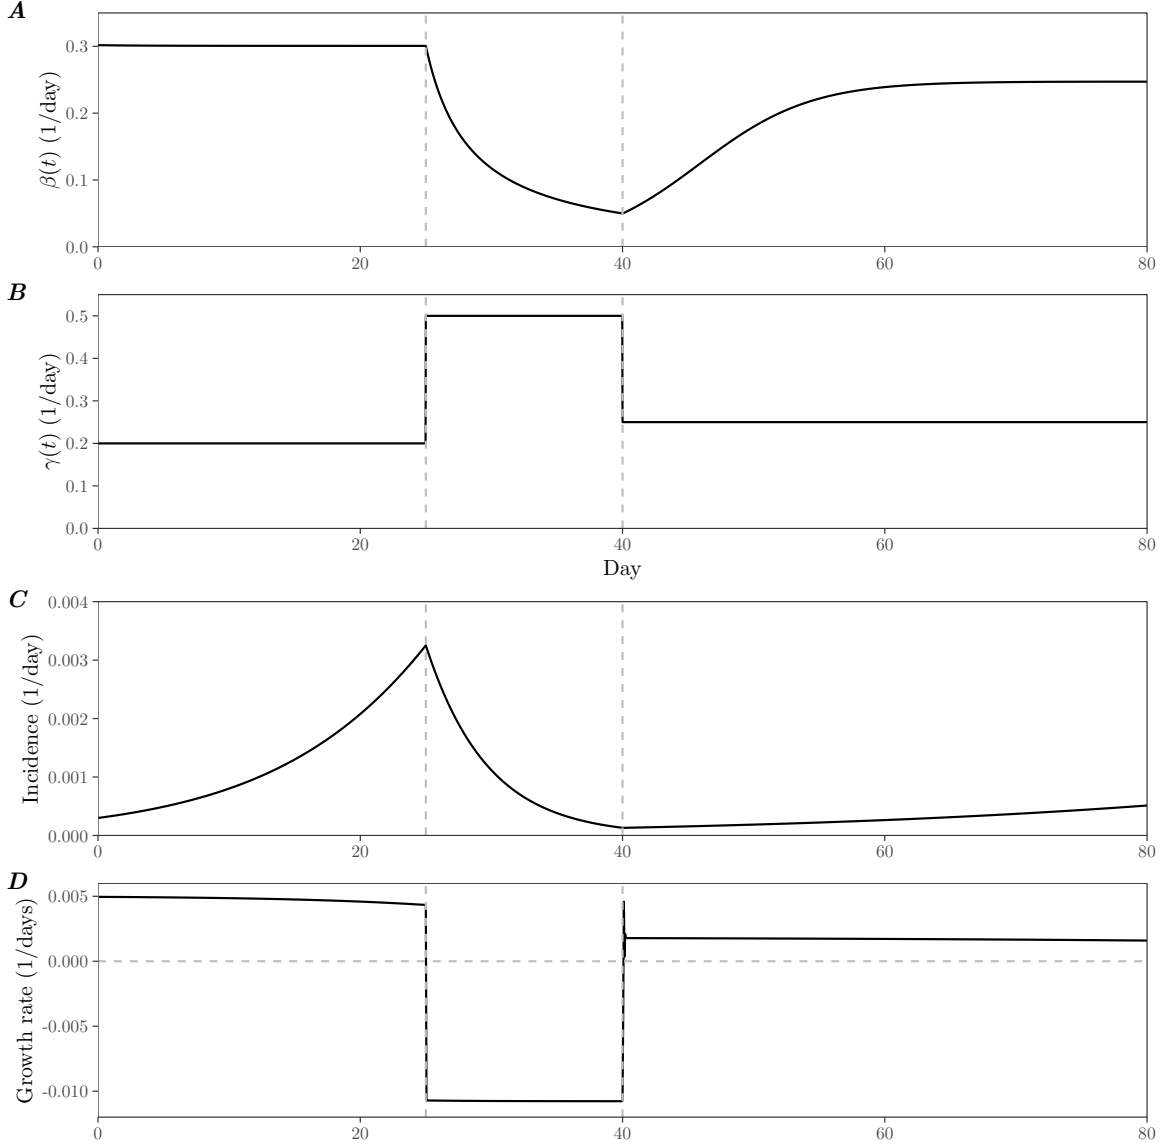 A
β(t) (1/day)
0.3
0.2
0.1
0.0
0 20 40 60 80
B
γ(t) (1/day)
0.5
0.4
0.3
0.2
0.1
0.0
0 20 40 60 80
Day
C
Incidence (1/day)
0.004
0.003
0.002
0.001
0.000
0 20 40 60 80
D
Growth rate (1/days)
0.005
0.000
-0.005
-0.010
0 20 40 60 80